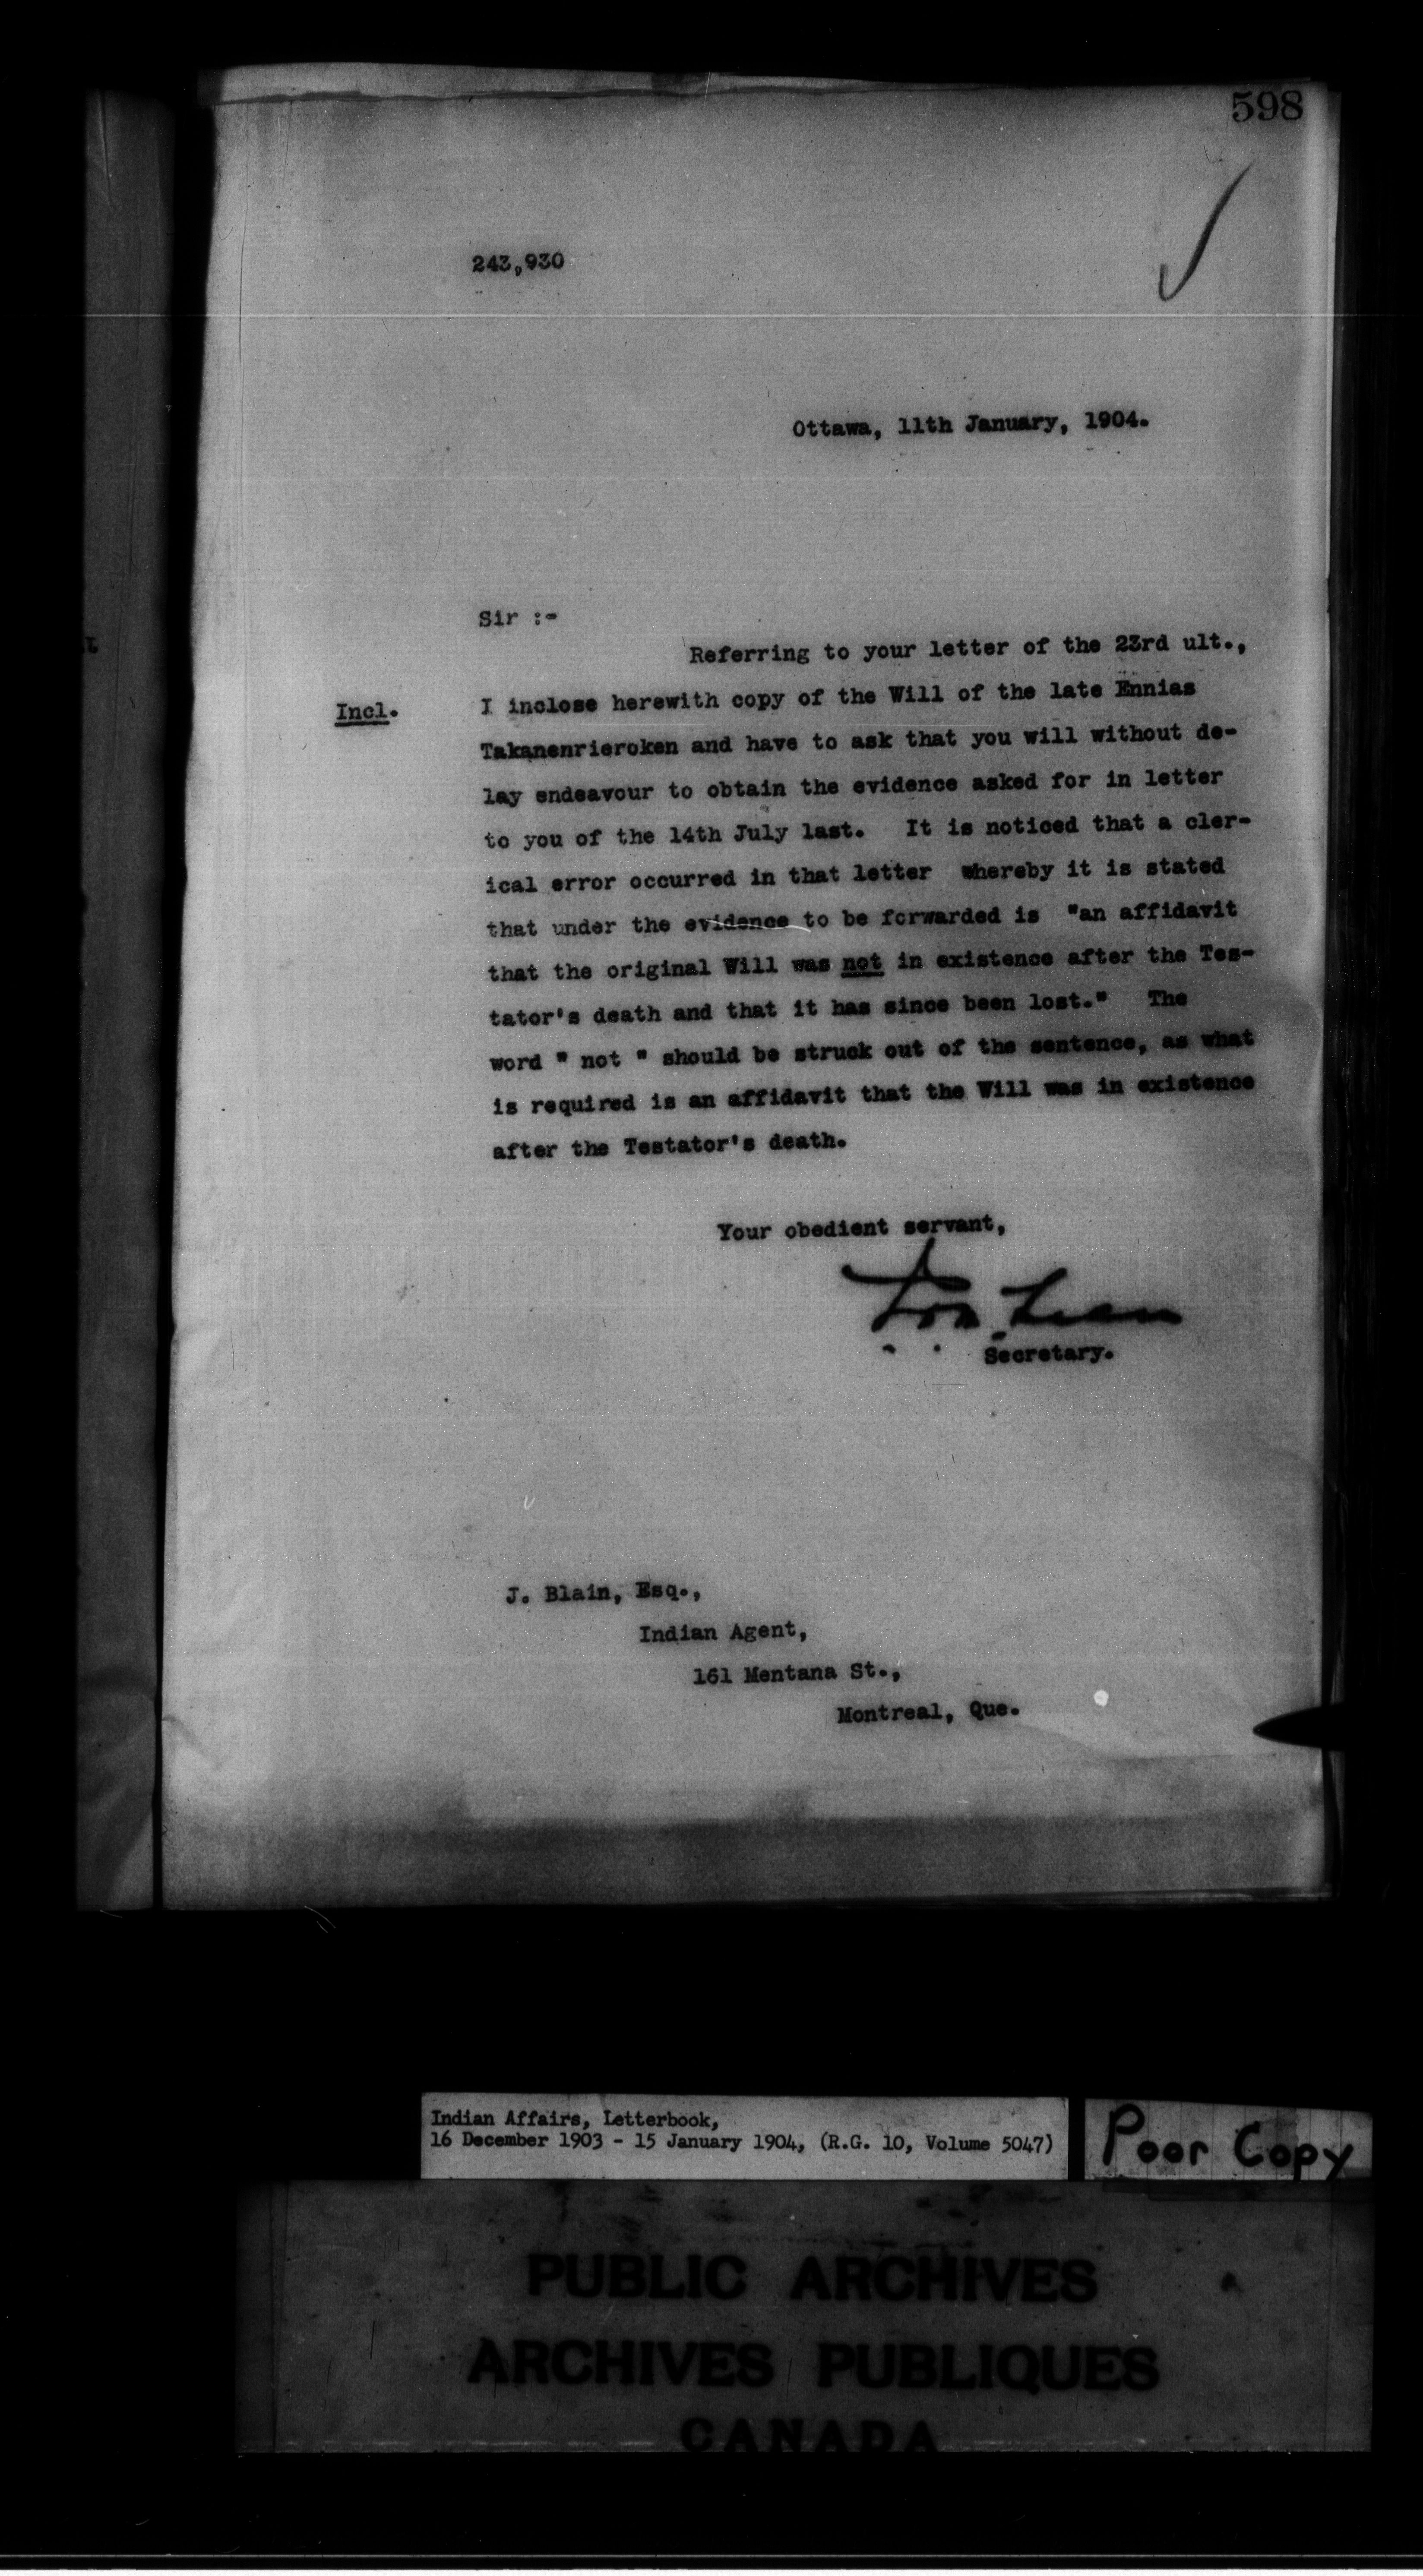 598
243,930
Ottawa, 11th January, 1904.
Sir :-
Referring to your letter of the 23rd ult.,
Incl. I inclose herewith copy of the Will of the late Ennias
Takanenrieroken and have to ask that you will without de-
lay endeavour to obtain the evidence asked for in letter
to you of the 14th July last. It is noticed that a cler-
ical error occurred in that letter whereby it is stated
that under the evidence to be forwarded is "an affidavit
that the original Will was not in existence after the Tes-
tator's death and that it has since been lost." The
word " not " should be struck out of the sentence, as what
is required is an affidavit that the Will was in existence
after the Testator's death.
Your obedient servant,
Secretary.
J. Blain, Esq.,
Indian Agent,
161 Mentana St.,
Montreal, Que.
Indian Affairs, Letterbook,
16 December 1903 - 15 January 1904, (R.G. 10, Volume 5047)
Poor Copy
PUBLIC ARCHIVES
ARCHIVES PUBLIQUES
CANADA